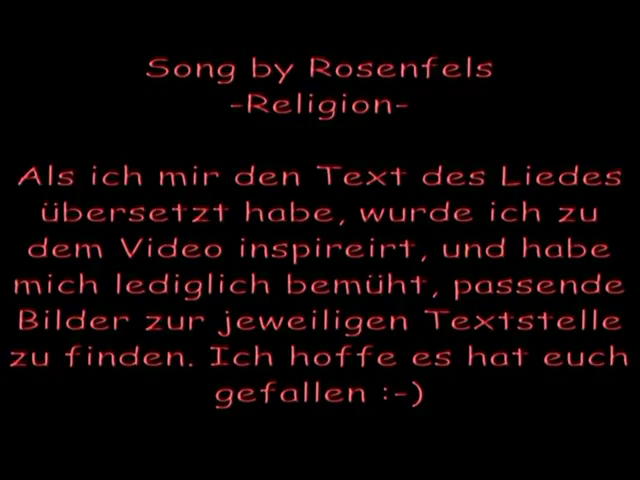 Song by Rosenfels
-Religion-
Als ich mir den Text des Liedes
übersetzt habe, wurde ich zu
dem Video inspireirt, und habe
mich lediglich bemüht, passende
Bilder zur jeweiligen Textstelle
zu finden. Ich hoffe es hat euch
gefallen :-)